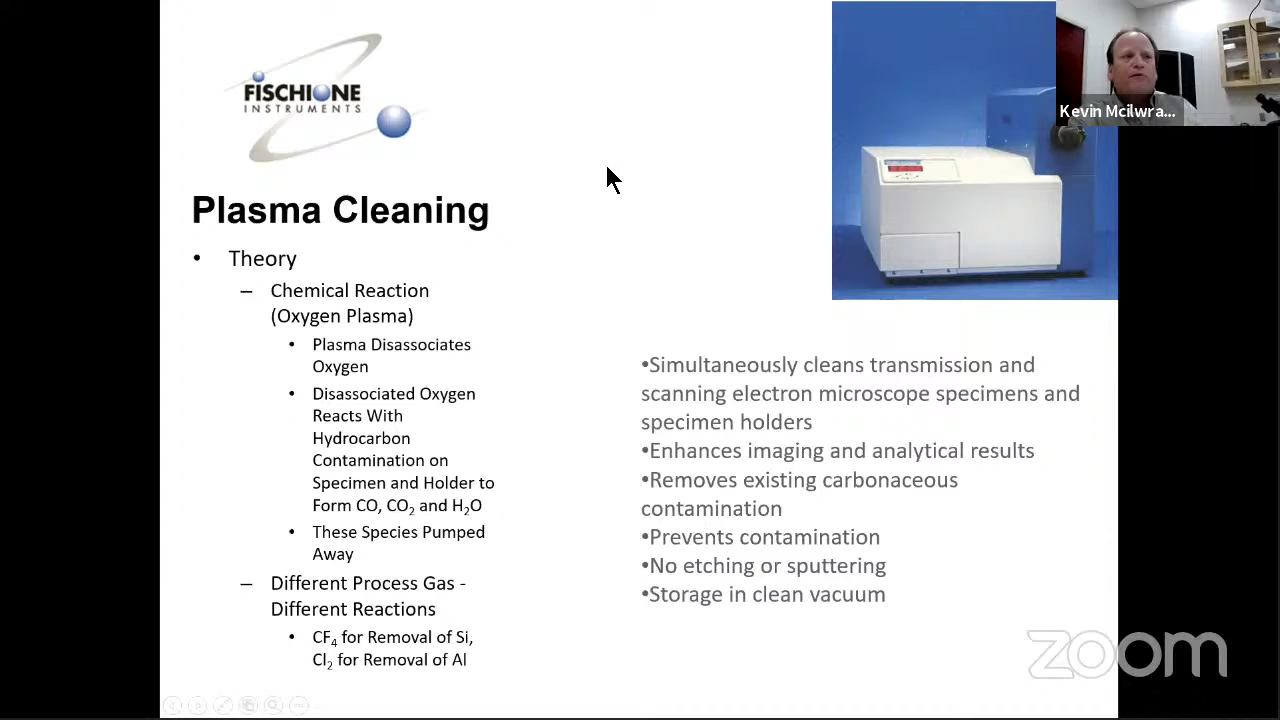 FISCHIONE
INSTRUMENTS
Kevin Mcilwra...
Plasma Cleaning
• Theory
– Chemical Reaction
(Oxygen Plasma)
• Plasma Disassociates
Oxygen
• Disassociated Oxygen
Reacts With
Hydrocarbon
Contamination on
Specimen and Holder to
Form CO, CO₂ and H₂O
• These Species Pumped
Away
– Different Process Gas -
Different Reactions
• CF₄ for Removal of Si,
Cl₂ for Removal of Al
•Simultaneously cleans transmission and
scanning electron microscope specimens and
specimen holders
•Enhances imaging and analytical results
•Removes existing carbonaceous
contamination
•Prevents contamination
•No etching or sputtering
•Storage in clean vacuum
zoom